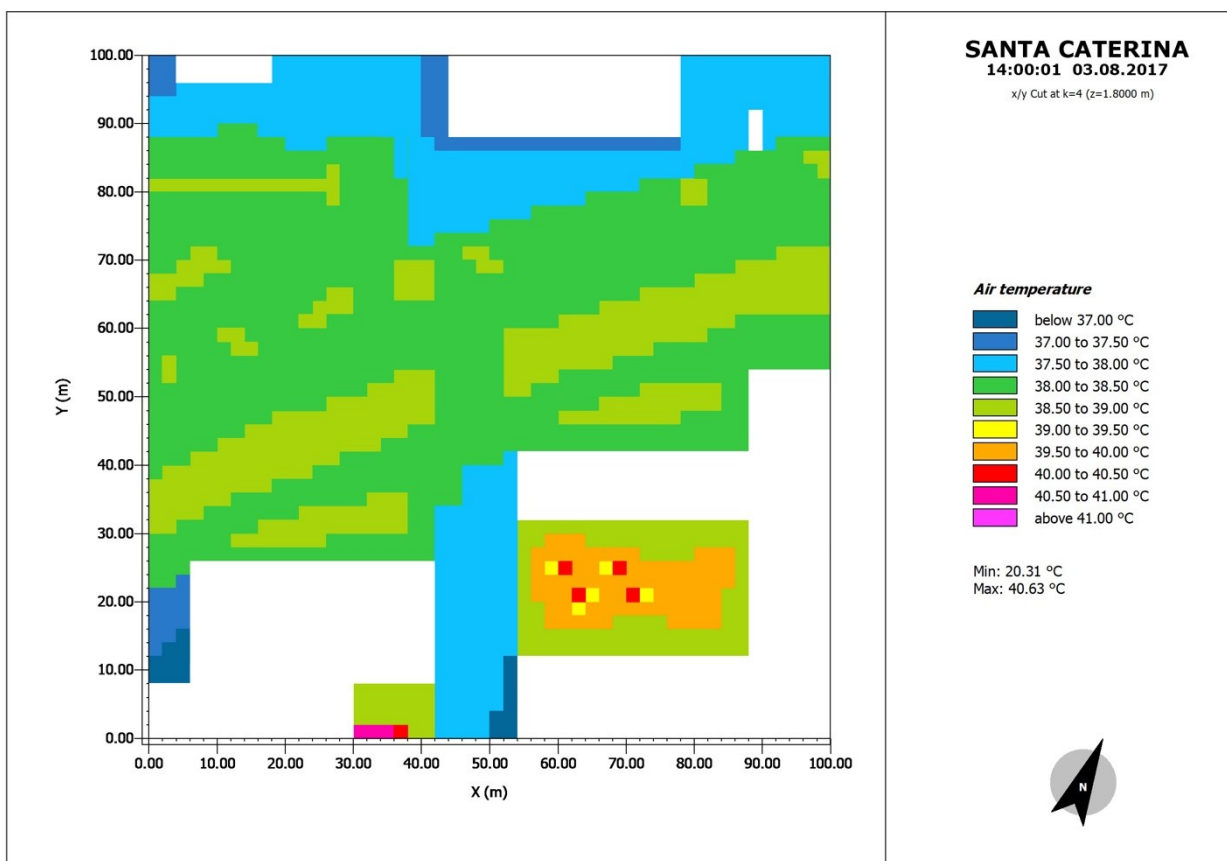 SANTA CATERINA
14:00:01 03.08.2017
x/y Cut at k=4 (z=1.8000 m)
100.00
90.00
80.00
70.00
60.00
50.00
40.00
30.00
20.00
10.00
0.00
Y (m)
0.00 10.00 20.00 30.00 40.00 50.00 60.00 70.00 80.00 90.00 100.00
X (m)
Air temperature
below 37.00 °C
37.00 to 37.50 °C
37.50 to 38.00 °C
38.00 to 38.50 °C
38.50 to 39.00 °C
39.00 to 39.50 °C
39.50 to 40.00 °C
40.00 to 40.50 °C
40.50 to 41.00 °C
above 41.00 °C
Min: 20.31 °C
Max: 40.63 °C
N